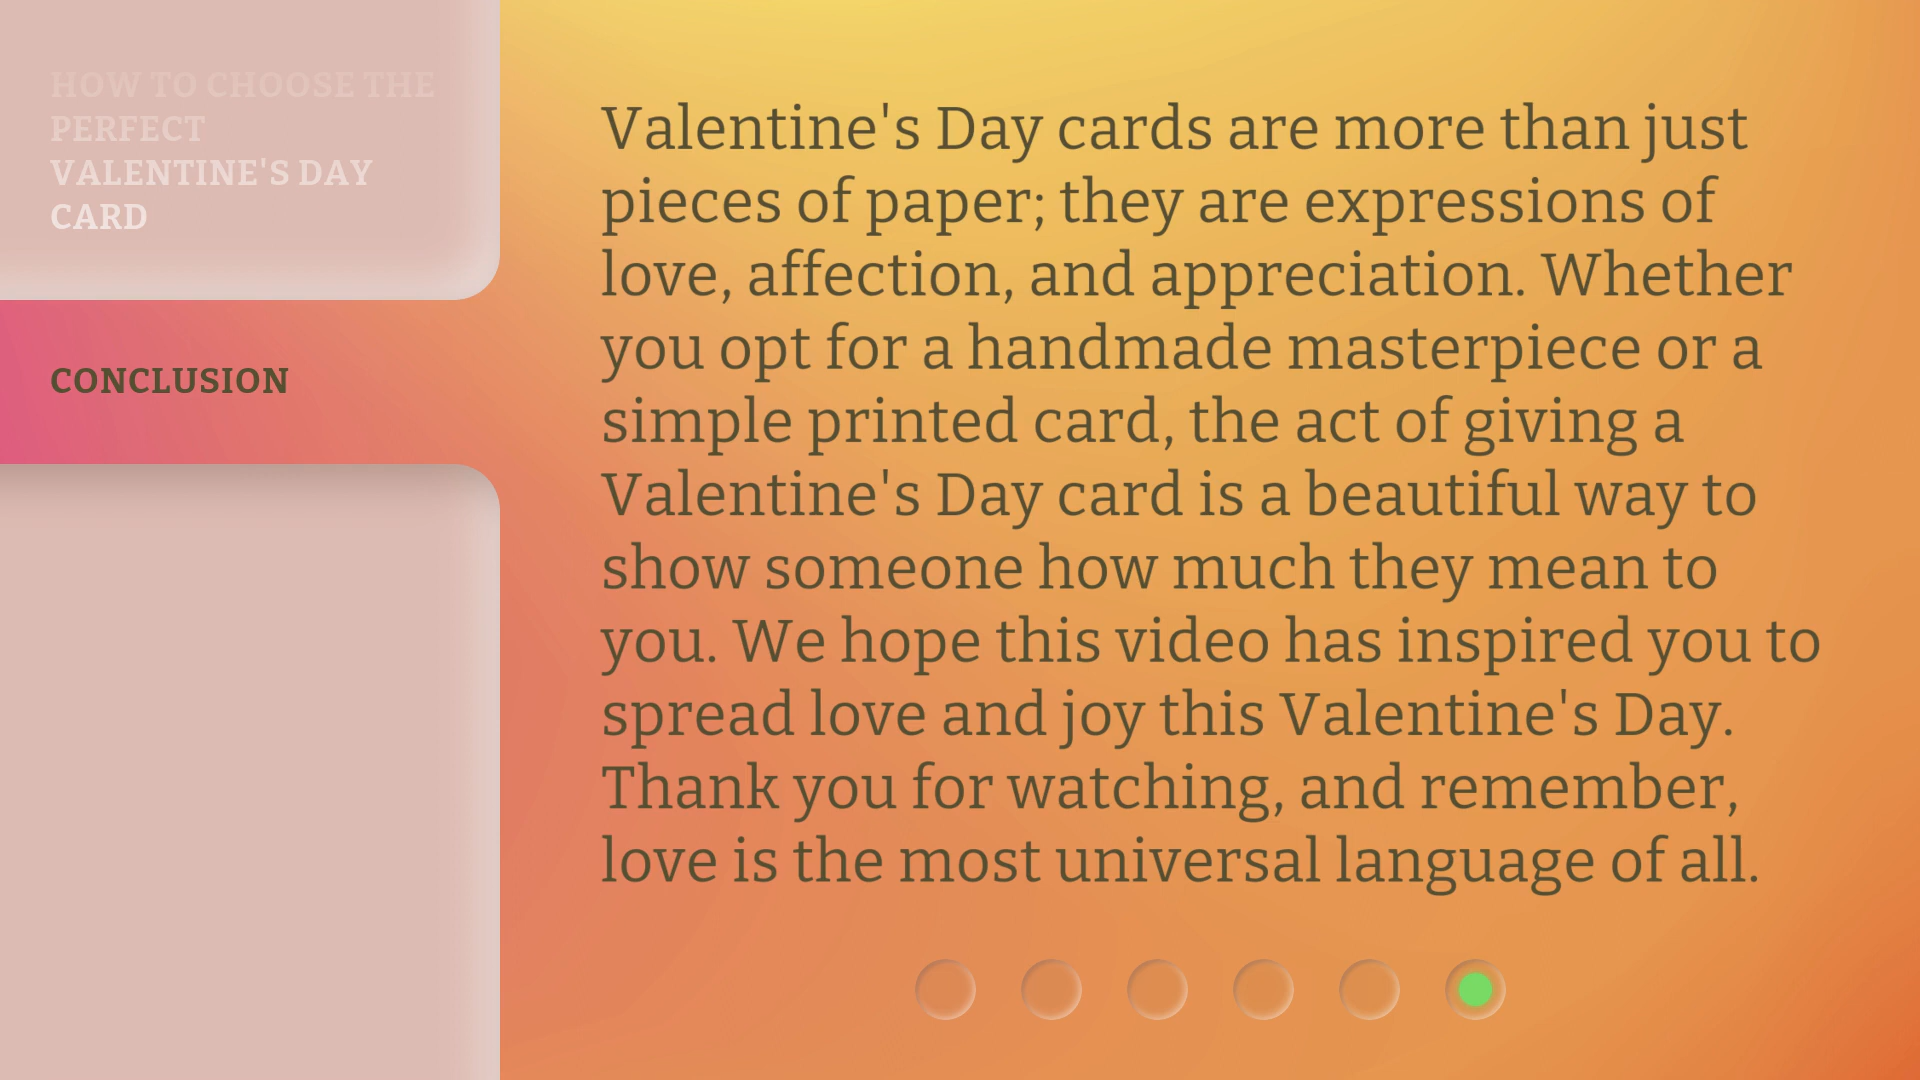 HOW TO CHOOSE THE
PERFECT
VALENTINE'S DAY
CARD
CONCLUSION
Valentine's Day cards are more than just
pieces of paper; they are expressions of
love, affection, and appreciation. Whether
you opt for a handmade masterpiece or a
simple printed card, the act of giving a
Valentine's Day card is a beautiful way to
show someone how much they mean to
you. We hope this video has inspired you to
spread love and joy this Valentine's Day.
Thank you for watching, and remember,
love is the most universal language of all.